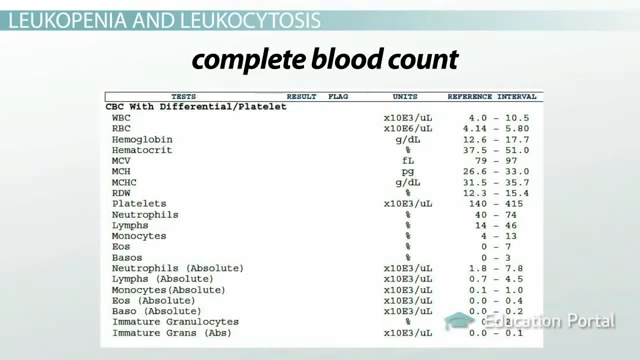 LEUKOPENIA AND LEUKOCYTOSIS
complete blood count
TESTS RESULT FLAG UNITS REFERENCE INTERVAL
CBC With Differential/Platelet
WBC x10E3/uL 4.0 - 10.5
RBC x10E6/uL 4.14 - 5.80
Hemoglobin g/dL 12.6 - 17.7
Hematocrit % 37.5 - 51.0
MCV fL 79 - 97
MCH pg 26.6 - 33.0
MCHC g/dL 31.5 - 35.7
RDW % 12.3 - 15.4
Platelets x10E3/uL 140 - 415
Neutrophils % 40 - 74
Lymphs % 14 - 46
Monocytes % 4 - 13
Eos % 0 - 7
Basos % 0 - 3
Neutrophils (Absolute) x10E3/uL 1.8 - 7.8
Lymphs (Absolute) x10E3/uL 0.7 - 4.5
Monocytes(Absolute) x10E3/uL 0.1 - 1.0
Eos (Absolute) x10E3/uL 0.0 - 0.4
Baso (Absolute) x10E3/uL 0.0 - 0.2
Immature Granulocytes % 2
Immature Grans (Abs) x10E3/uL 0.0 - 0.1
Education Portal